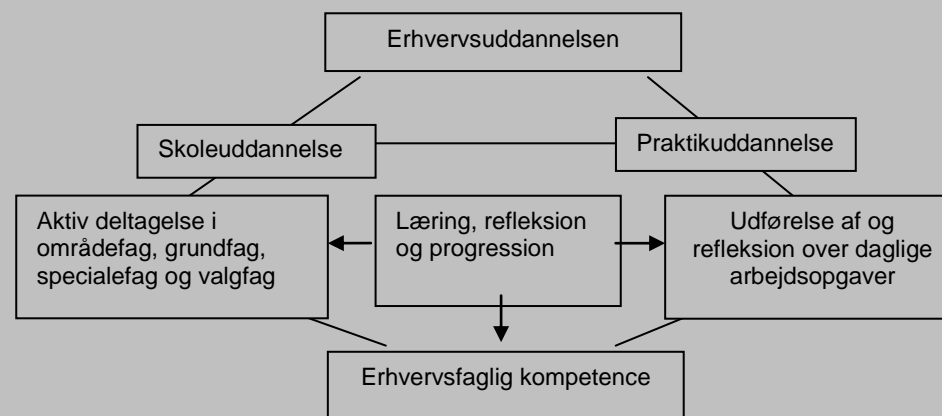 Erhvervsuddannelsen
Skoleuddannelse
Praktikuddannelse
Aktiv deltagelse i
områdefag, grundfag,
specialefag og valgfag
Læring, refleksion
og progression
Udførelse af og
refleksion over daglige
arbejdsopgaver
Erhvervsfaglig kompetence